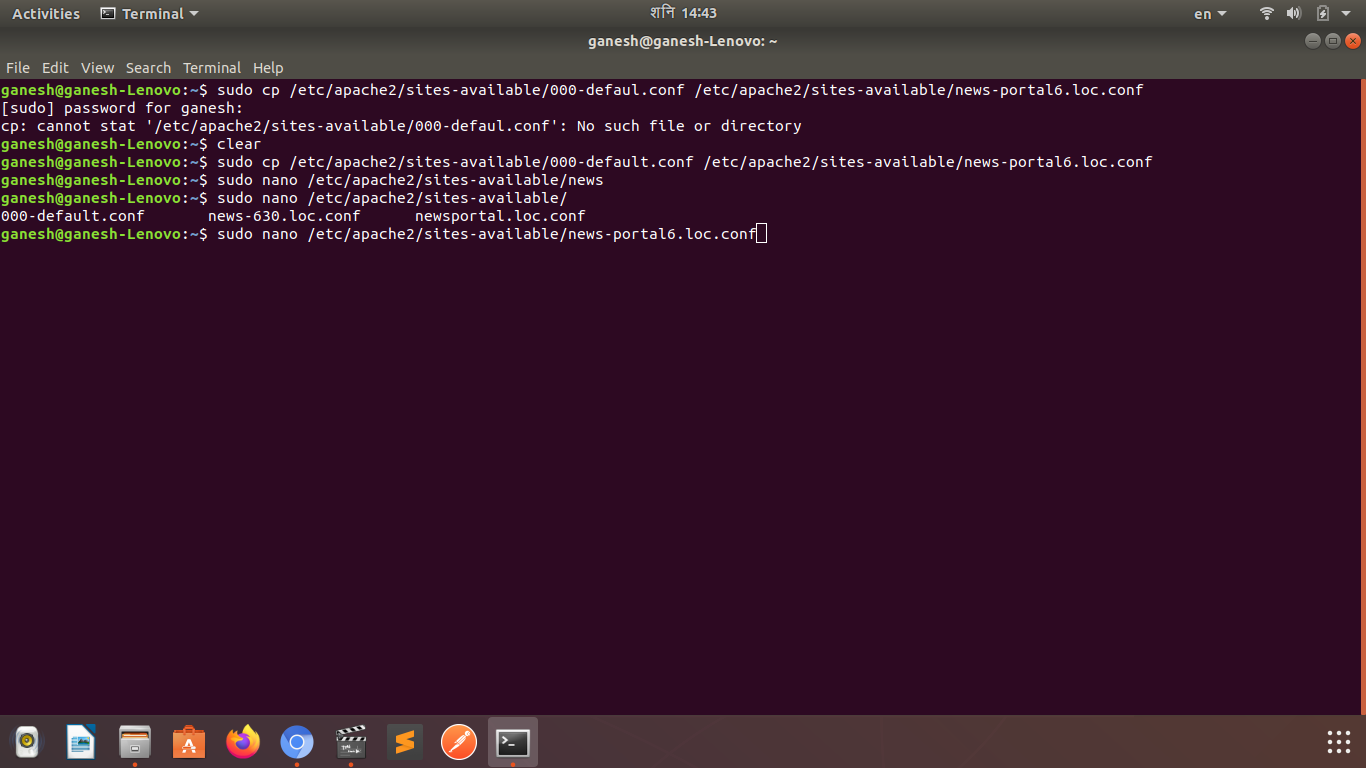 Activities Terminal शनि 14:43 en
ganesh@ganesh-Lenovo: ~
File Edit View Search Terminal Help
ganesh@ganesh-Lenovo:~$ sudo cp /etc/apache2/sites-available/000-defaul.conf /etc/apache2/sites-available/news-portal6.loc.conf
[sudo] password for ganesh:
cp: cannot stat '/etc/apache2/sites-available/000-defaul.conf': No such file or directory
ganesh@ganesh-Lenovo:~$ clear
ganesh@ganesh-Lenovo:~$ sudo cp /etc/apache2/sites-available/000-default.conf /etc/apache2/sites-available/news-portal6.loc.conf
ganesh@ganesh-Lenovo:~$ sudo nano /etc/apache2/sites-available/news
ganesh@ganesh-Lenovo:~$ sudo nano /etc/apache2/sites-available/
000-default.conf news-630.loc.conf newsportal.loc.conf
ganesh@ganesh-Lenovo:~$ sudo nano /etc/apache2/sites-available/news-portal6.loc.conf